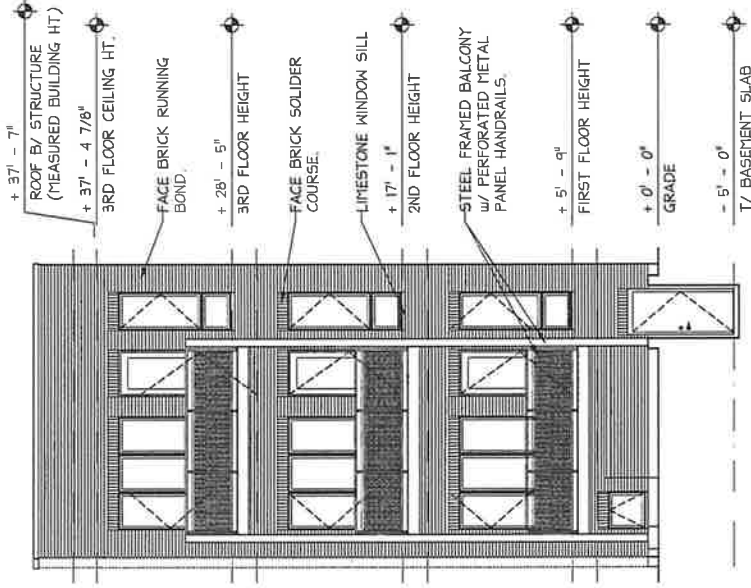 + 37' - 7"
ROOF B/ STRUCTURE
(MEASURED BUILDING HT)
+ 37' - 4 7/8"
3RD FLOOR CEILING HT.
FACE BRICK RUNNING
BOND.
+ 28' - 5"
3RD FLOOR HEIGHT
FACE BRICK SOLIDER
COURSE.
LIMESTONE WINDOW SILL
+ 17' - 1"
2ND FLOOR HEIGHT
STEEL FRAMED BALCONY
w/ PERFORATED METAL
PANEL HANDRAILS.
+ 5' - 9"
FIRST FLOOR HEIGHT
+ 0' - 0"
GRADE
- 5' - 0"
T/ BASEMENT SLAB